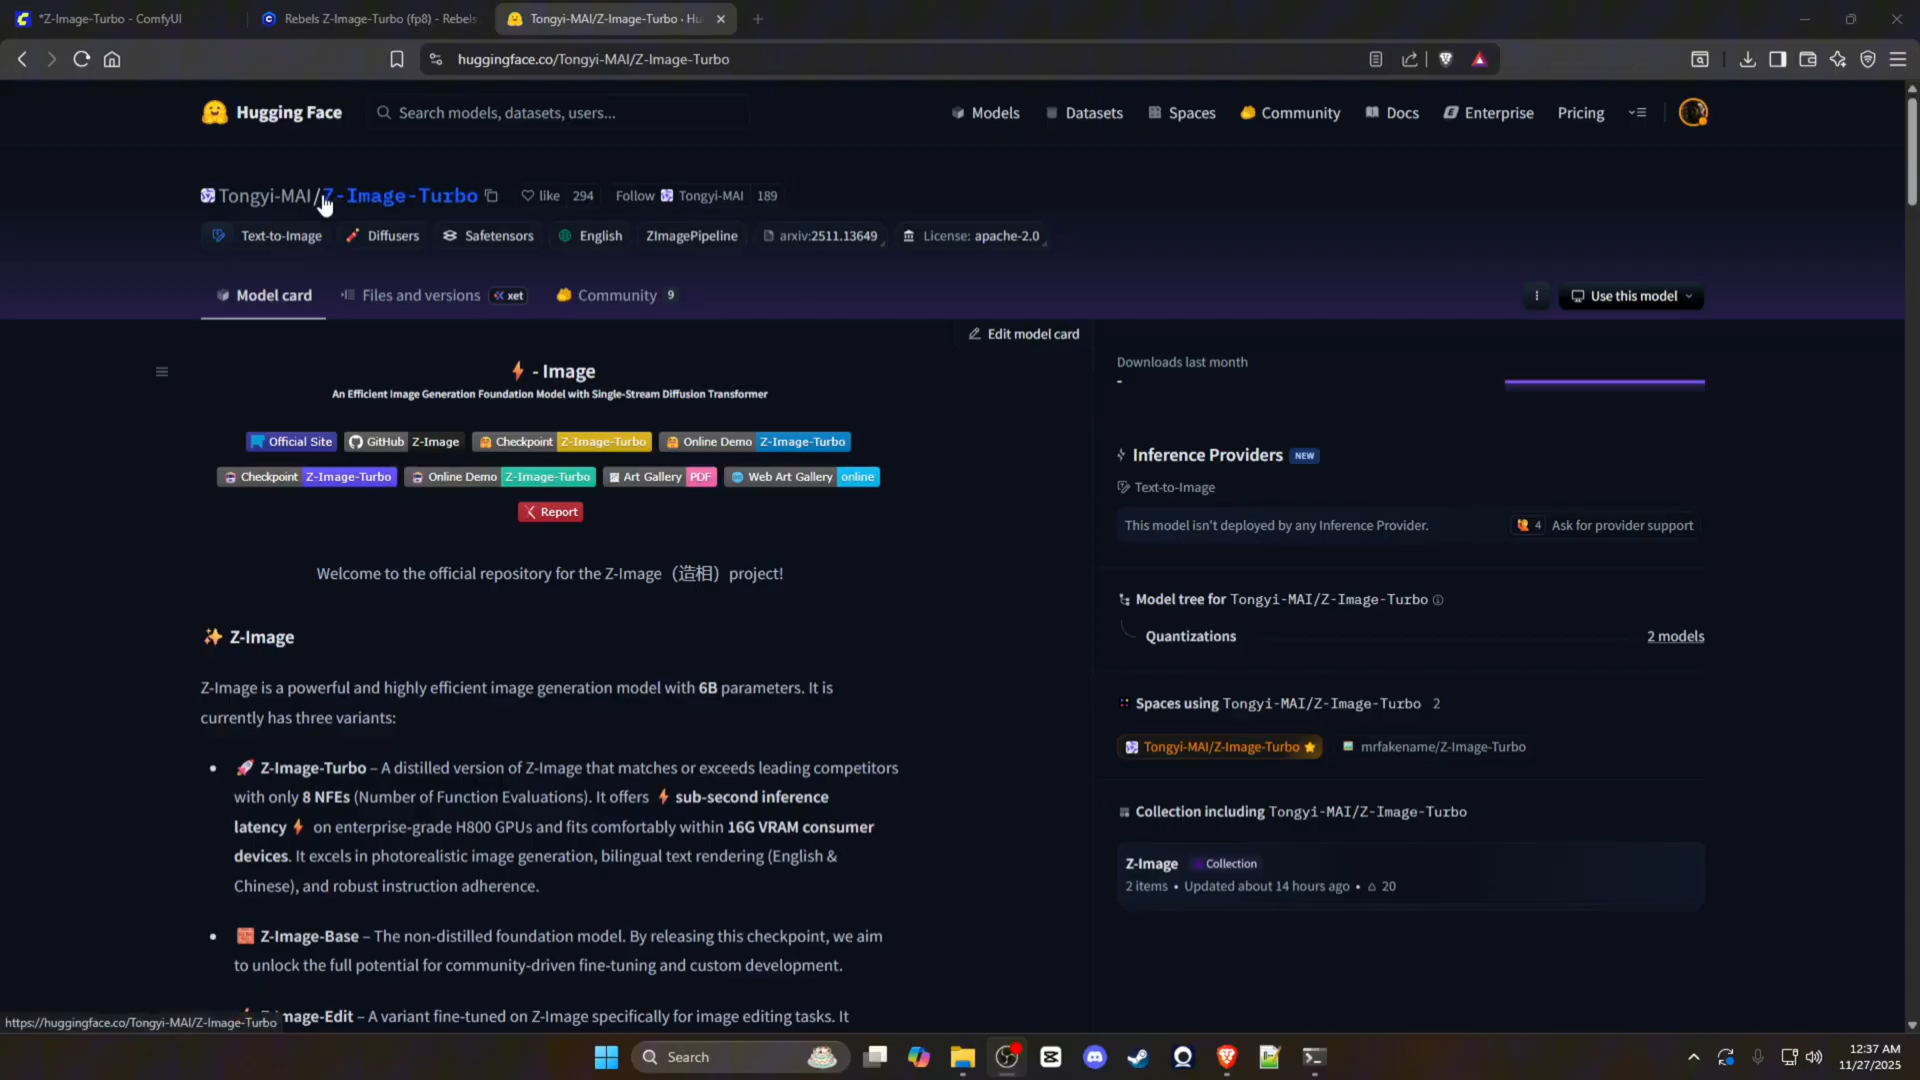 *Z-Image-Turbo - ComfyUI
Rebels Z-Image-Turbo (fp8) - Rebels
Tongyi-MAI/Z-Image-Turbo · Hu
huggingface.co/Tongyi-MAI/Z-Image-Turbo
Hugging Face
Search models, datasets, users...
Models
Datasets
Spaces
Community
Docs
Enterprise
Pricing
Tongyi-MAI/Z-Image-Turbo
like 294
Follow Tongyi-MAI 189
Text-to-Image
Diffusers
Safetensors
English
ZImagePipeline
arxiv:2511.13649
License: apache-2.0
Model card
Files and versions xet
Community 9
Use this model
Edit model card
⚡ - Image
An Efficient Image Generation Foundation Model with Single-Stream Diffusion Transformer
Official Site GitHub Z-Image Checkpoint Z-Image-Turbo Online Demo Z-Image-Turbo
Checkpoint Z-Image-Turbo Online Demo Z-Image-Turbo Art Gallery PDF Web Art Gallery online
Report
Welcome to the official repository for the Z-Image（造相）project!
✨ Z-Image
Z-Image is a powerful and highly efficient image generation model with 6B parameters. It is
currently has three variants:
• 🚀 Z-Image-Turbo – A distilled version of Z-Image that matches or exceeds leading competitors
with only 8 NFEs (Number of Function Evaluations). It offers ⚡ sub-second inference
latency ⚡ on enterprise-grade H800 GPUs and fits comfortably within 16G VRAM consumer
devices. It excels in photorealistic image generation, bilingual text rendering (English &
Chinese), and robust instruction adherence.
• 🧱 Z-Image-Base – The non-distilled foundation model. By releasing this checkpoint, we aim
to unlock the full potential for community-driven fine-tuning and custom development.
mage-Edit – A variant fine-tuned on Z-Image specifically for image editing tasks. It
Downloads last month
-
Inference Providers NEW
Text-to-Image
This model isn't deployed by any Inference Provider.
4 Ask for provider support
Model tree for Tongyi-MAI/Z-Image-Turbo
Quantizations
2 models
Spaces using Tongyi-MAI/Z-Image-Turbo 2
Tongyi-MAI/Z-Image-Turbo
mrfakename/Z-Image-Turbo
Collection including Tongyi-MAI/Z-Image-Turbo
Z-Image Collection
2 items • Updated about 14 hours ago • 20
https://huggingface.co/Tongyi-MAI/Z-Image-Turbo
Search
12:37 AM
11/27/2025